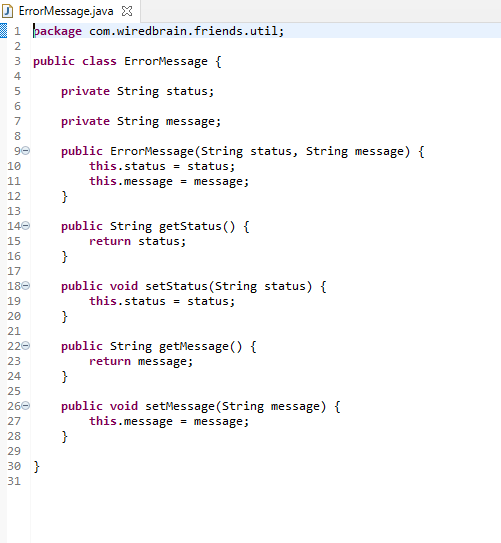 ErrorMessage.java
1 package com.wiredbrain.friends.util;
2
3 public class ErrorMessage {
4
5     private String status;
6
7     private String message;
8
9     public ErrorMessage(String status, String message) {
10         this.status = status;
11         this.message = message;
12     }
13
14     public String getStatus() {
15         return status;
16     }
17
18     public void setStatus(String status) {
19         this.status = status;
20     }
21
22     public String getMessage() {
23         return message;
24     }
25
26     public void setMessage(String message) {
27         this.message = message;
28     }
29
30 }
31